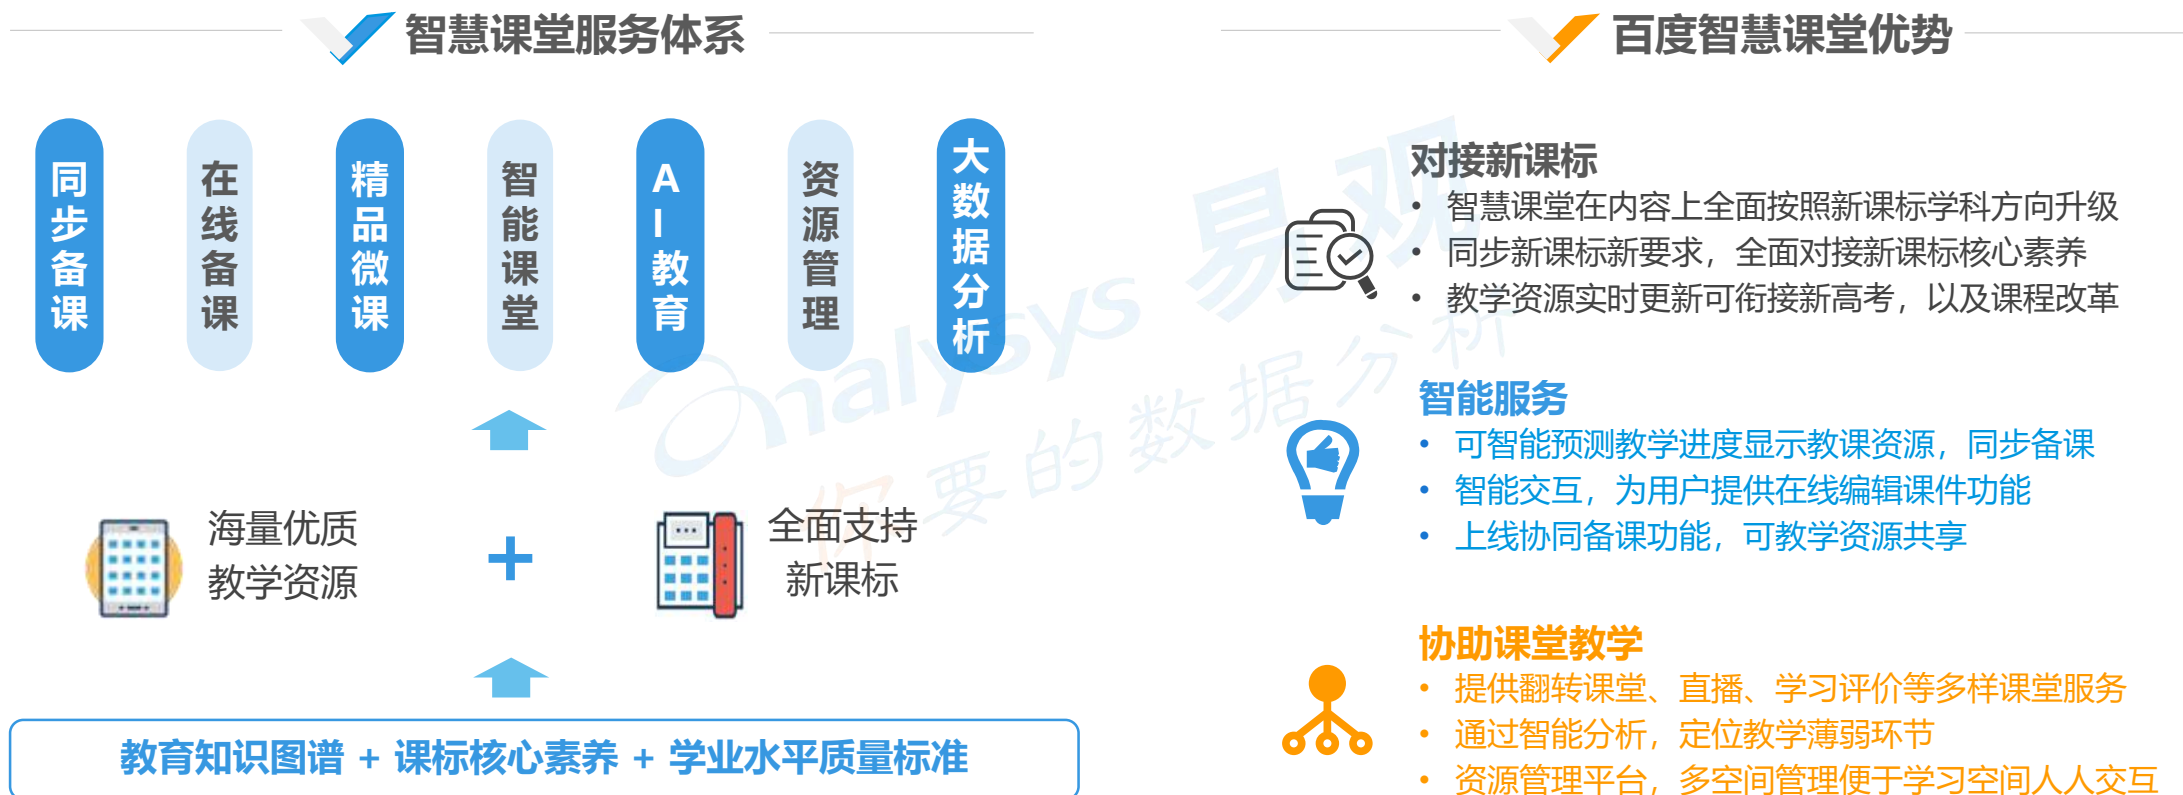 智慧课堂服务体系
同步备课
在线备课
精品微课
智能课堂
AI教育
资源管理
大数据分析
海量优质
教学资源
+
全面支持
新课标
教育知识图谱 + 课标核心素养 + 学业水平质量标准
百度智慧课堂优势
对接新课标
• 智慧课堂在内容上全面按照新课标学科方向升级
• 同步新课标新要求，全面对接新课标核心素养
• 教学资源实时更新可衔接新高考，以及课程改革
智能服务
• 可智能预测教学进度显示教课资源，同步备课
• 智能交互，为用户提供在线编辑课件功能
• 上线协同备课功能，可教学资源共享
协助课堂教学
• 提供翻转课堂、直播、学习评价等多样课堂服务
• 通过智能分析，定位教学薄弱环节
• 资源管理平台，多空间管理便于学习空间人人交互
analysys 易观
你要的数据分析